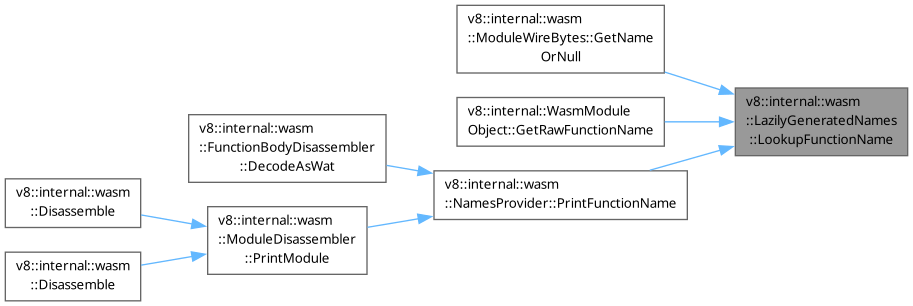 v8::internal::wasm
::ModuleWireBytes::GetName
OrNull
v8::internal::wasm
::LazilyGeneratedNames
::LookupFunctionName
v8::internal::WasmModule
Object::GetRawFunctionName
v8::internal::wasm
::FunctionBodyDisassembler
::DecodeAsWat
v8::internal::wasm
::NamesProvider::PrintFunctionName
v8::internal::wasm
::Disassemble
v8::internal::wasm
::ModuleDisassembler
::PrintModule
v8::internal::wasm
::Disassemble